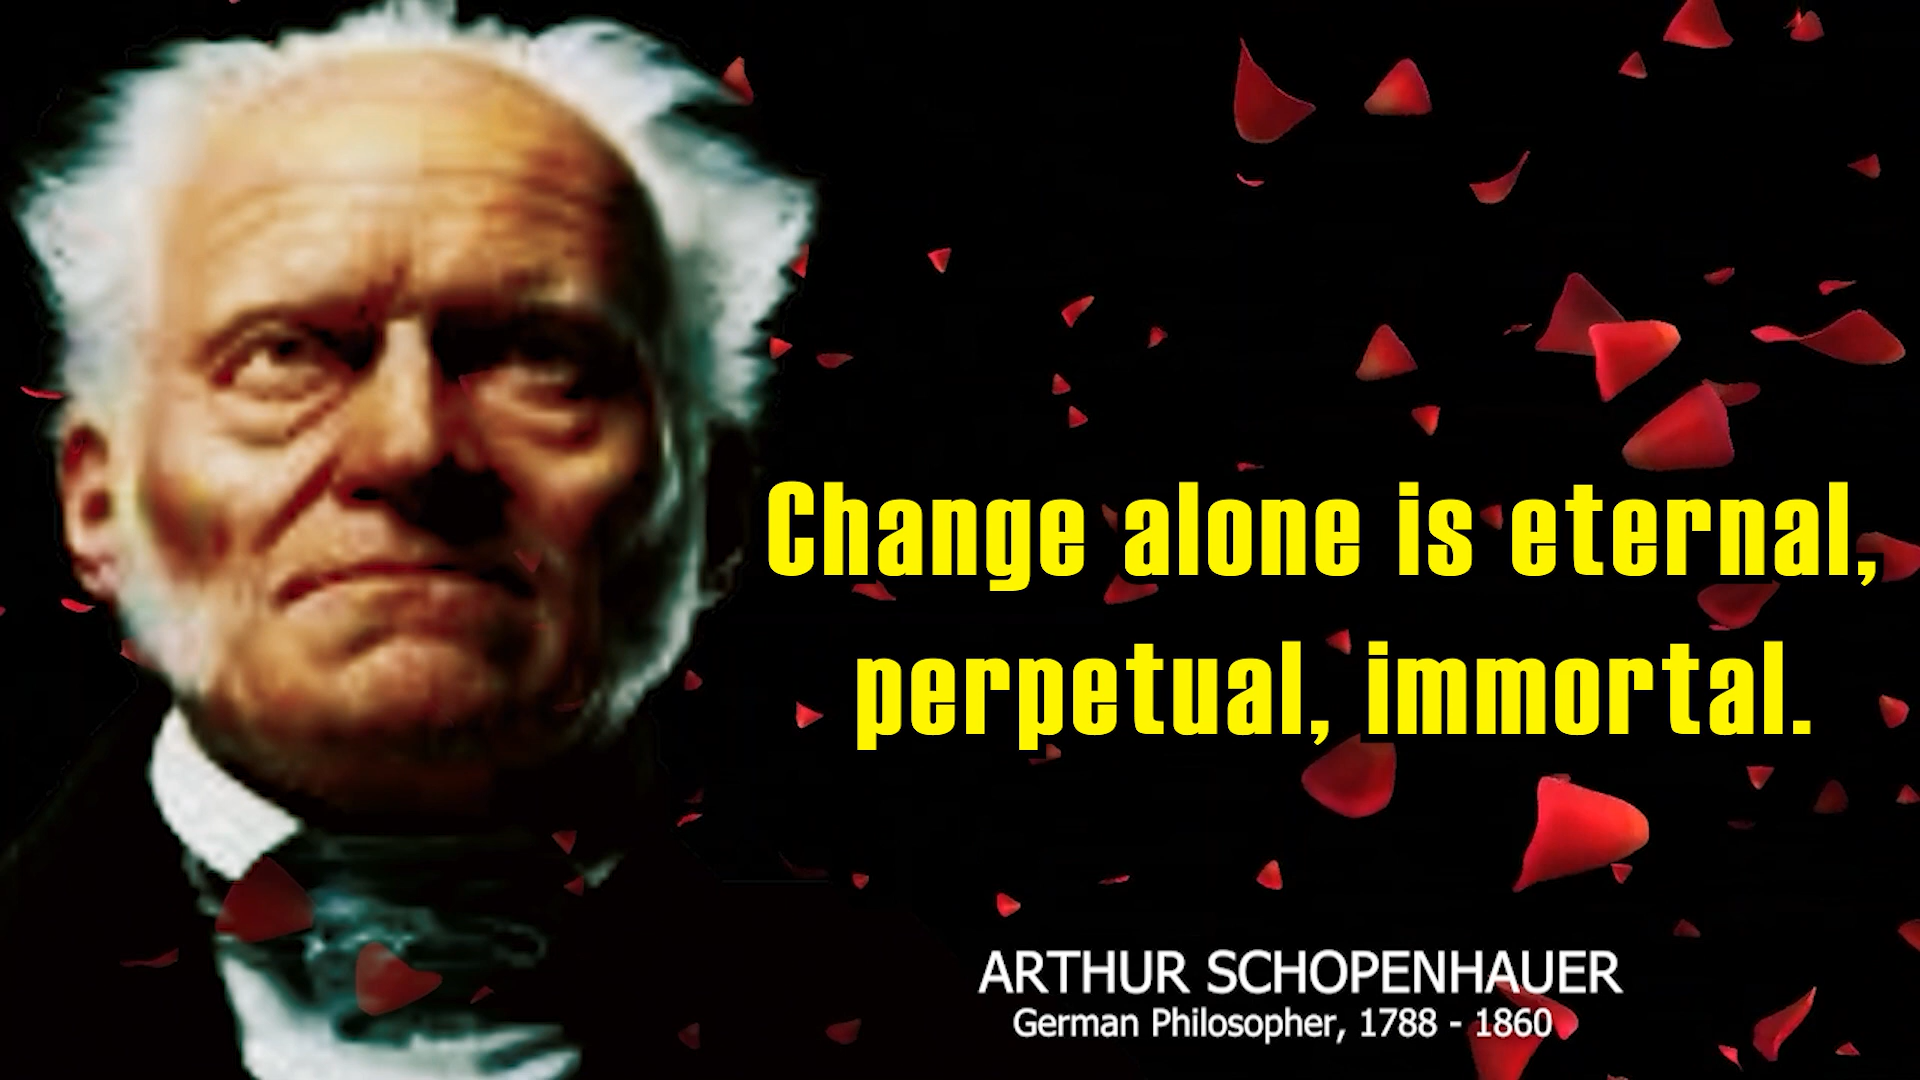 Change alone is eternal,
perpetual, immortal.
ARTHUR SCHOPENHAUER
German Philosopher, 1788 - 1860